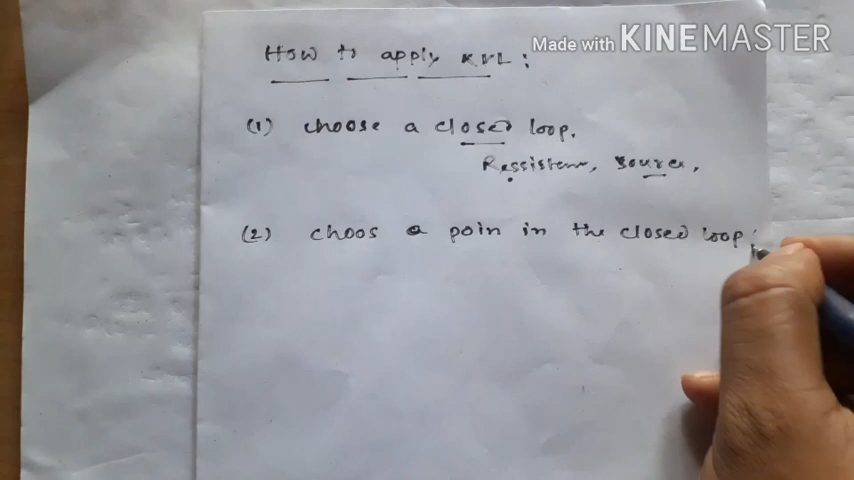 Made with KINEMASTER
How to apply KVL:
(1) choose a closed loop.
Ressistem, source,
(2) choos a poin in the closed loop